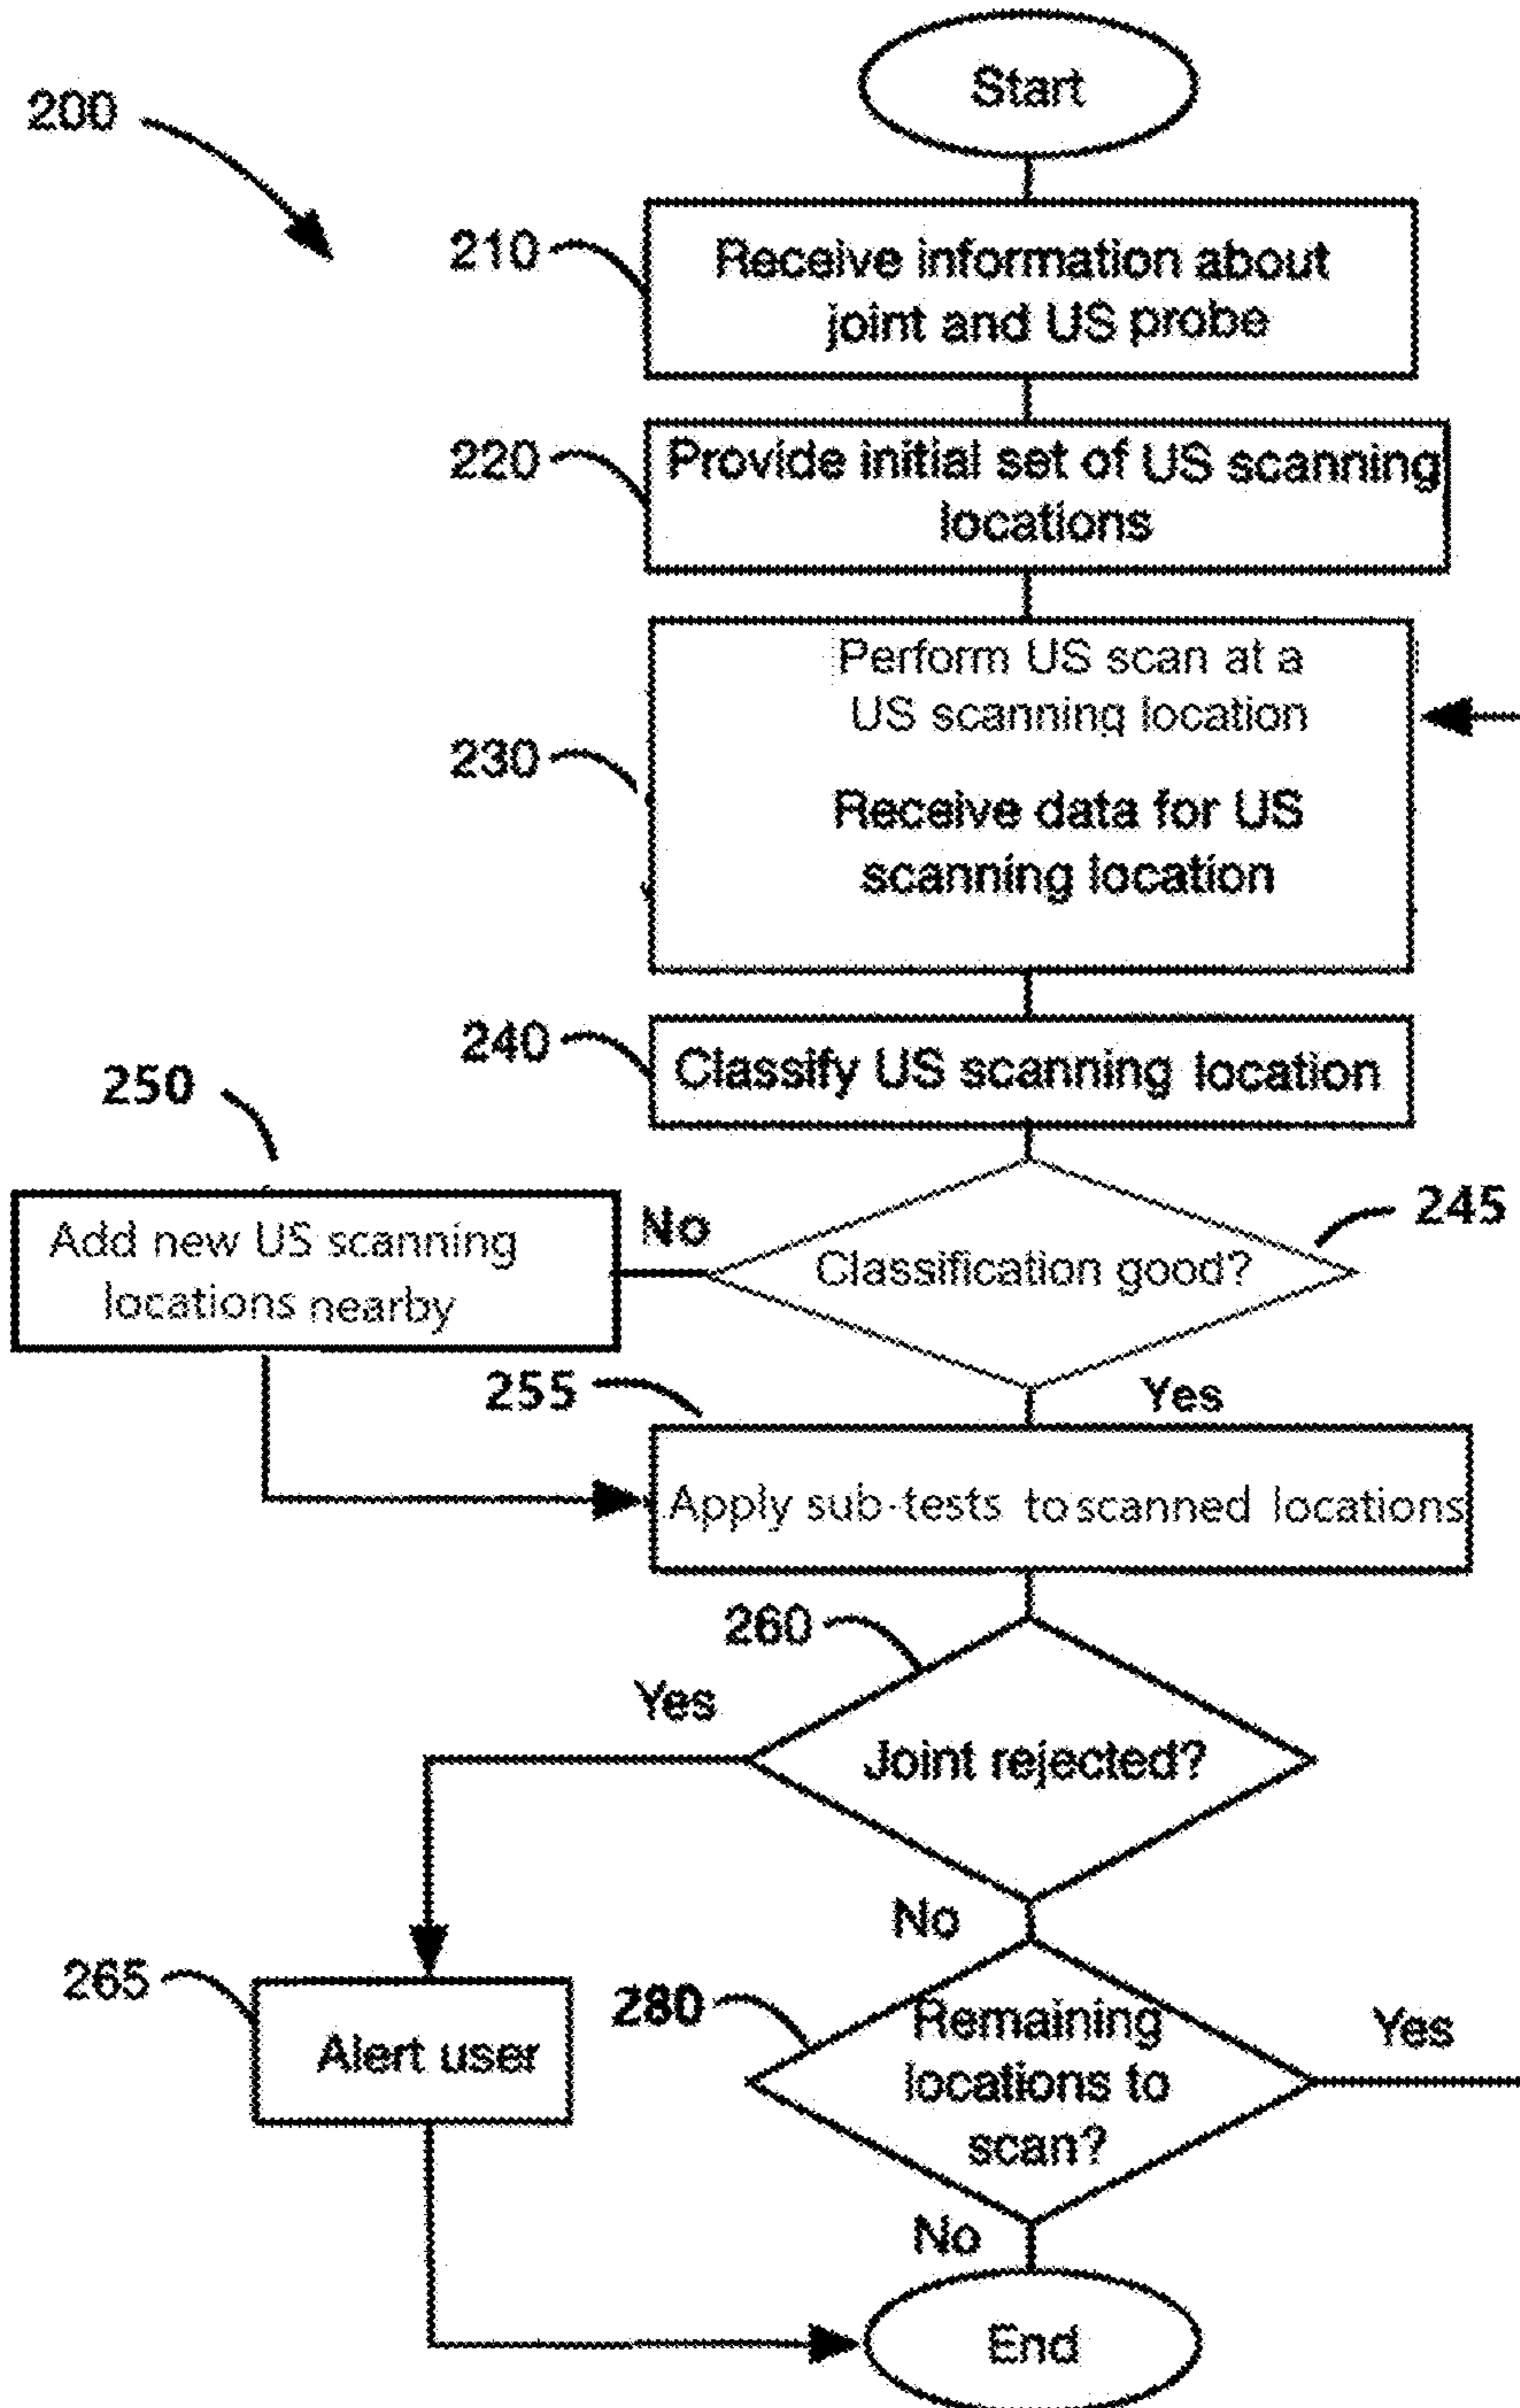 Start
200
210
Receive information about
joint and US probe
220
Provide initial set of US scanning
locations
Perform US scan at a
US scanning location
230
Receive data for US
scanning location
240
Classify US scanning location
250
245
Add new US scanning
locations nearby
No
Classification good?
255
Yes
Apply sub-tests to scanned locations
260
Yes
Joint rejected?
No
265
Alert user
280
Remaining
locations to
scan?
Yes
No
End